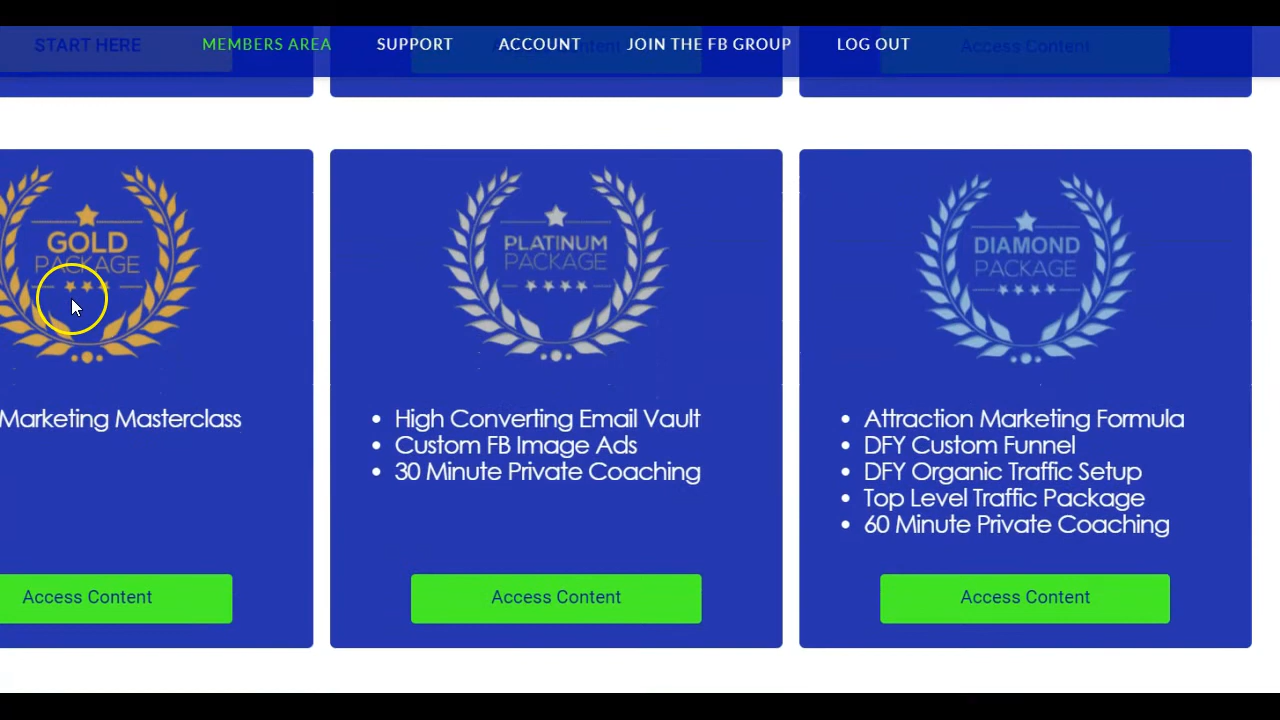 START HERE
MEMBERS AREA
SUPPORT
ACCOUNT
JOIN THE FB GROUP
LOG OUT
Access Content
GOLD
PACKAGE
Marketing Masterclass
Access Content
PLATINUM
PACKAGE
• High Converting Email Vault
• Custom FB Image Ads
• 30 Minute Private Coaching
Access Content
DIAMOND
PACKAGE
• Attraction Marketing Formula
• DFY Custom Funnel
• DFY Organic Traffic Setup
• Top Level Traffic Package
• 60 Minute Private Coaching
Access Content